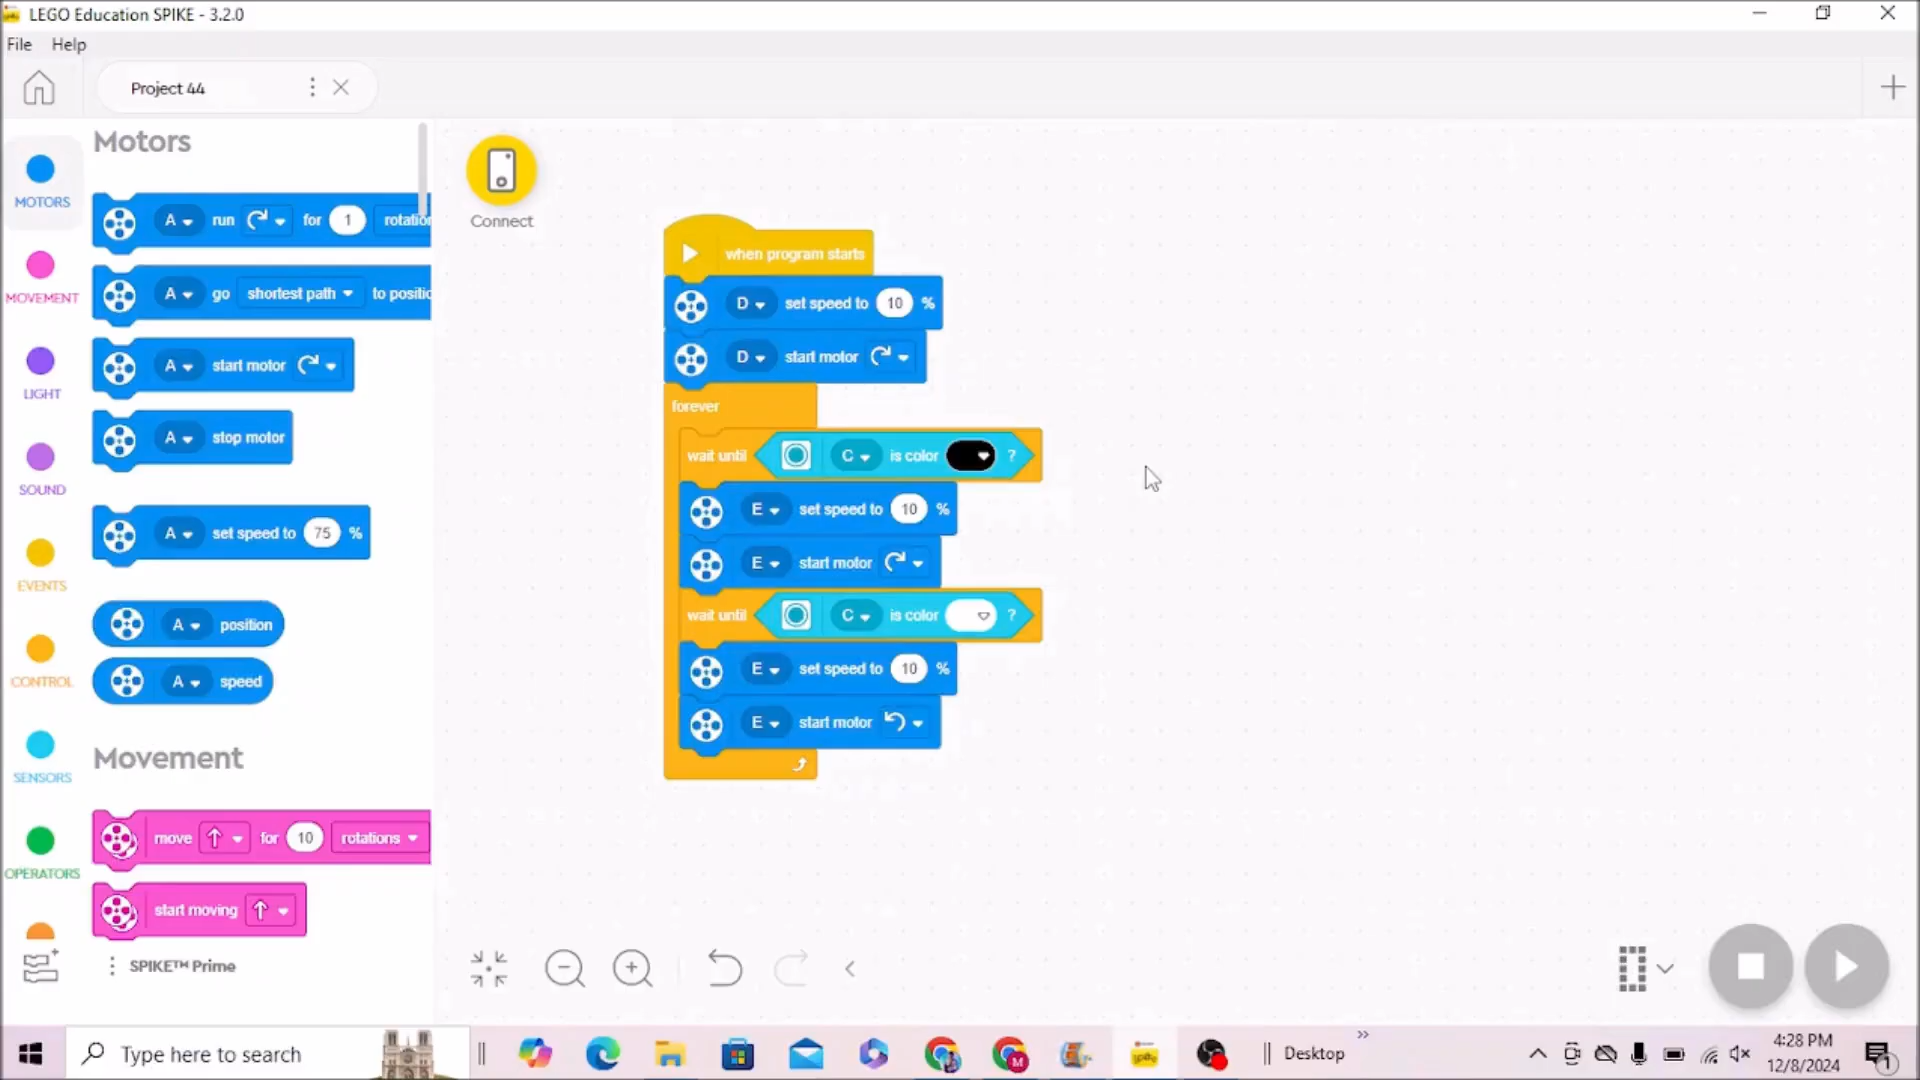 LEGO Education SPIKE - 3.2.0
File Help
Project 44
Motors
MOTORS
MOVEMENT
LIGHT
SOUND
EVENTS
CONTROL
SENSORS
OPERATORS
A run for 1 rotation
A go shortest path to positio
A start motor
A stop motor
A set speed to 75 %
A position
A speed
Movement
move for 10 rotations
start moving
SPIKE™ Prime
Connect
when program starts
D set speed to 10 %
D start motor
forever
wait until C is color ?
E set speed to 10 %
E start motor
wait until C is color ?
E set speed to 10 %
E start motor
Type here to search
Desktop
4:28 PM
12/8/2024
1